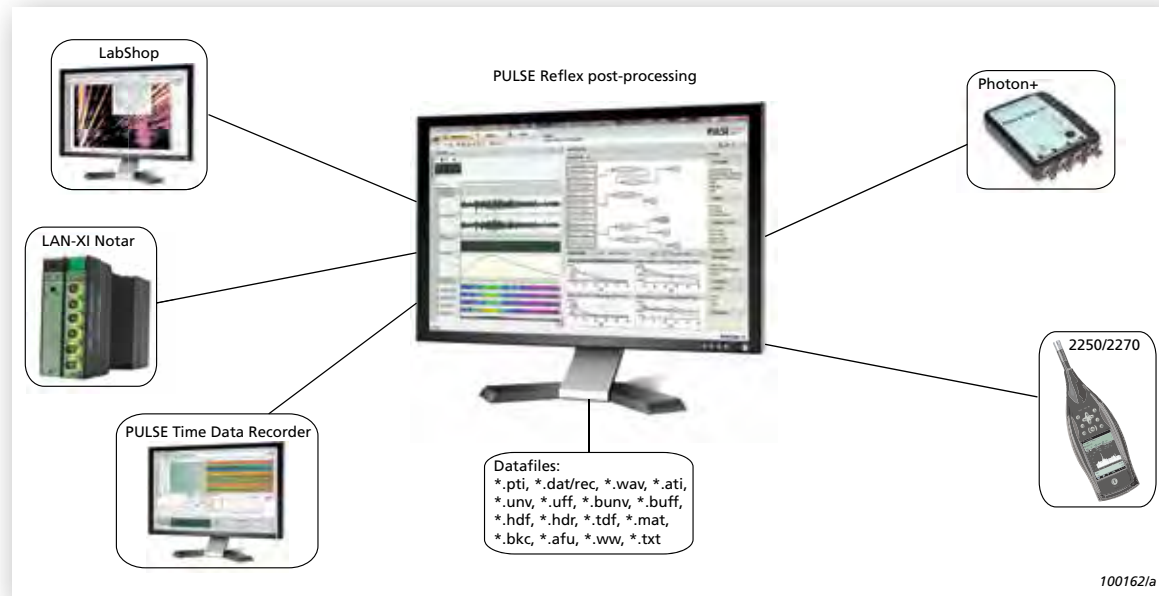 LabShop
PULSE Reflex post-processing
Photon+
PULSE
LAN-XI Notar
2250/2270
PULSE Time Data Recorder
Datafiles:
*.pti, *.dat/rec, *.wav, *.ati,
*.unv, *.uff, *.bunv, *.buff,
*.hdf, *.hdr, *.tdf, *.mat,
*.bkc, *.afu, *.ww, *.txt
100162/a